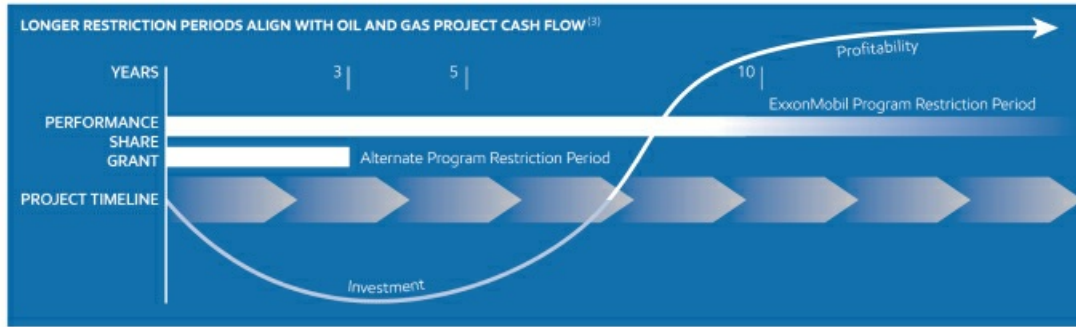 LONGER RESTRICTION PERIODS ALIGN WITH OIL AND GAS PROJECT CASH FLOW(3)
Profitability
YEARS 3 5 10
ExxonMobil Program Restriction Period
PERFORMANCE
SHARE
GRANT
Alternate Program Restriction Period
PROJECT TIMELINE
Investment